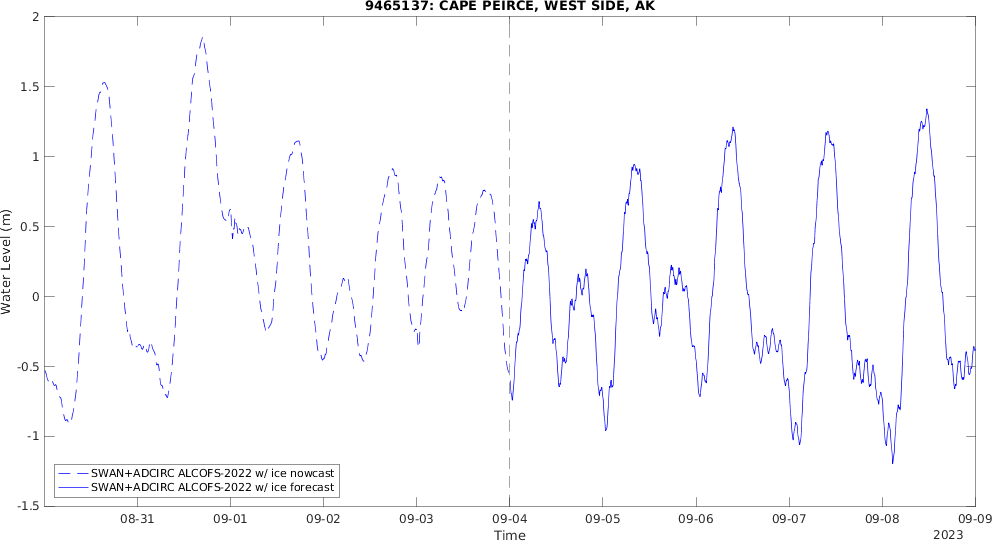 9465137: CAPE PEIRCE, WEST SIDE, AK
Water Level (m)
2
1.5
1
0.5
0
-0.5
-1
-1.5
SWAN+ADCIRC ALCOFS-2022 w/ ice nowcast
SWAN+ADCIRC ALCOFS-2022 w/ ice forecast
08-31 09-01 09-02 09-03 09-04 09-05 09-06 09-07 09-08 09-09
Time
2023